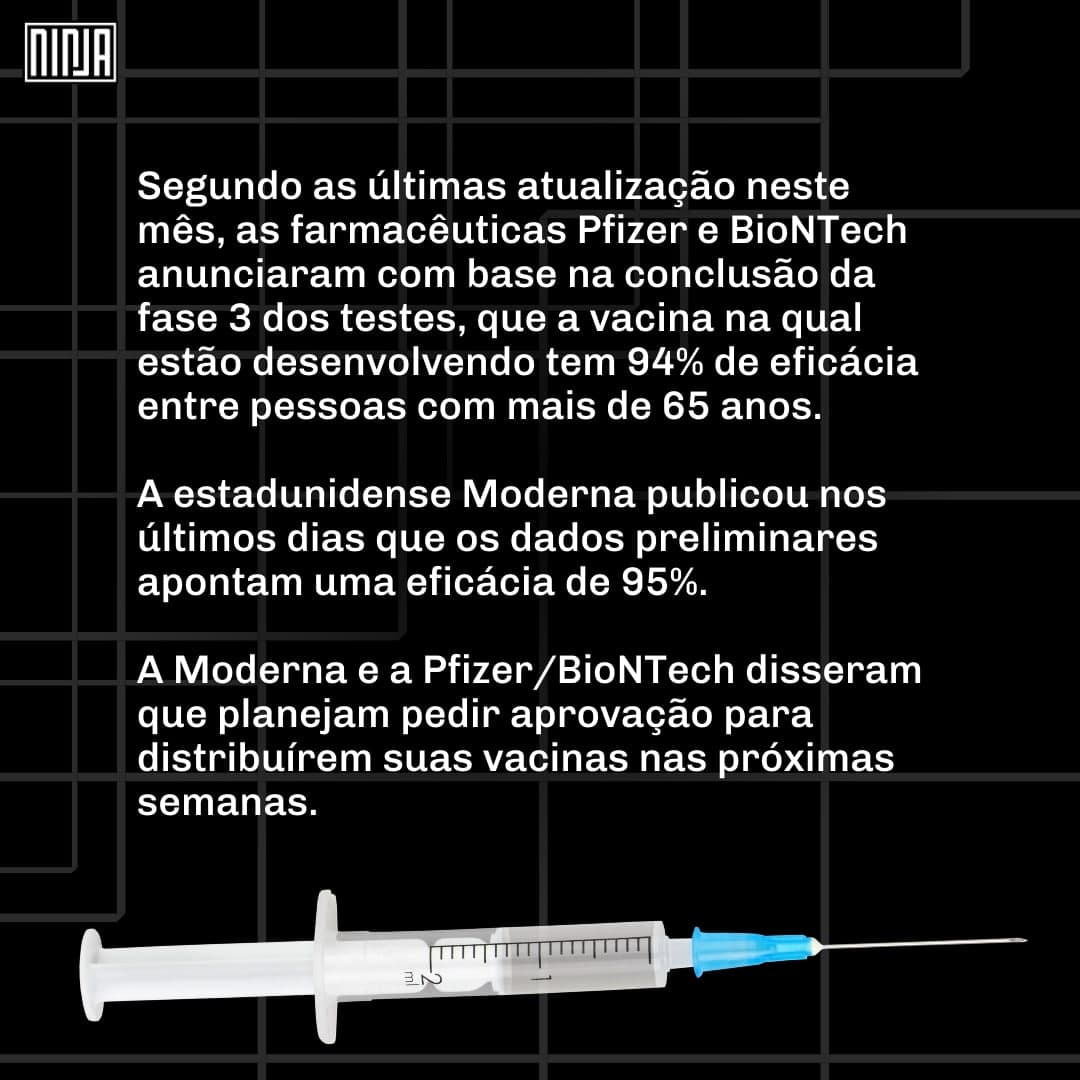 NINJA
Segundo as últimas atualização neste
mês, as farmacêuticas Pfizer e BioNTech
anunciaram com base na conclusão da
fase 3 dos testes, que a vacina na qual
estão desenvolvendo tem 94% de eficácia
entre pessoas com mais de 65 anos.
A estadunidense Moderna publicou nos
últimos dias que os dados preliminares
apontam uma eficácia de 95%.
A Moderna e a Pfizer/BioNTech disseram
que planejam pedir aprovação para
distribuírem suas vacinas nas próximas
semanas.
2 ml
1